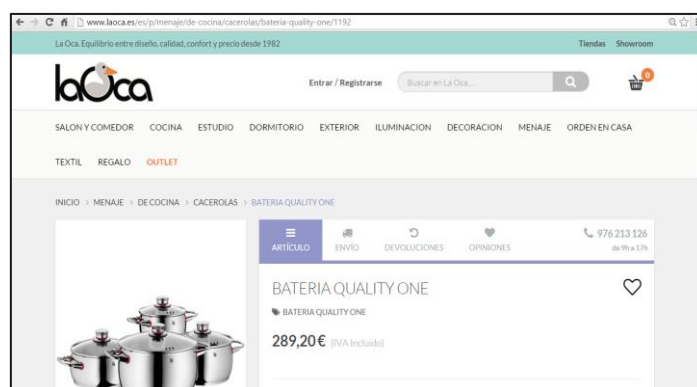 www.laoca.es/es/p/menaje/de-cocina/cacerolas/bateria-quality-one/1192
La Oca. Equilibrio entre diseño, calidad, confort y precio desde 1982
Tiendas Showroom
laOca
Entrar / Registrarse
Buscar en La Oca...
0
SALON Y COMEDOR COCINA ESTUDIO DORMITORIO EXTERIOR ILUMINACION DECORACION MENAJE ORDEN EN CASA
TEXTIL REGALO OUTLET
INICIO > MENAJE > DE COCINA > CACEROLAS > BATERIA QUALITY ONE
ARTÍCULO ENVÍO DEVOLUCIONES OPINIONES
976 213 126
de 9h a 17h
BATERIA QUALITY ONE
BATERIA QUALITY ONE
289,20€ (IVA Incluido)